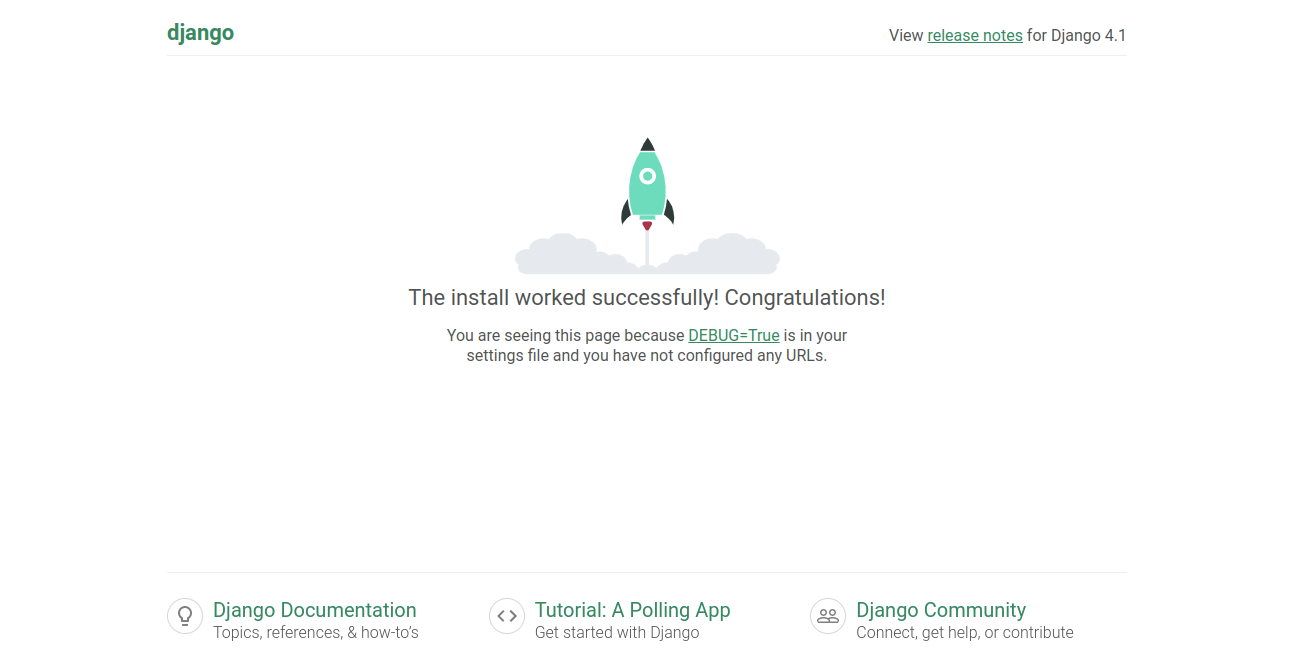 django
View release notes for Django 4.1
The install worked successfully! Congratulations!
You are seeing this page because DEBUG=True is in your
settings file and you have not configured any URLs.
Django Documentation
Topics, references, & how-to’s
Tutorial: A Polling App
Get started with Django
Django Community
Connect, get help, or contribute